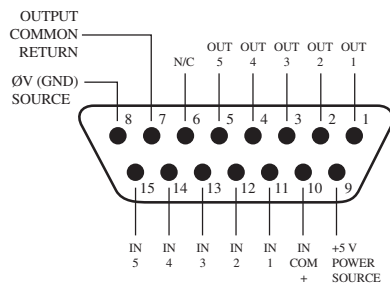 OUTPUT
COMMON
RETURN
ØV (GND)
SOURCE
N/C
OUT
5
OUT
4
OUT
3
OUT
2
OUT
1
8 7 6 5 4 3 2 1
15 14 13 12 11 10 9
IN
5
IN
4
IN
3
IN
2
IN
1
IN
COM
+
+5 V
POWER
SOURCE